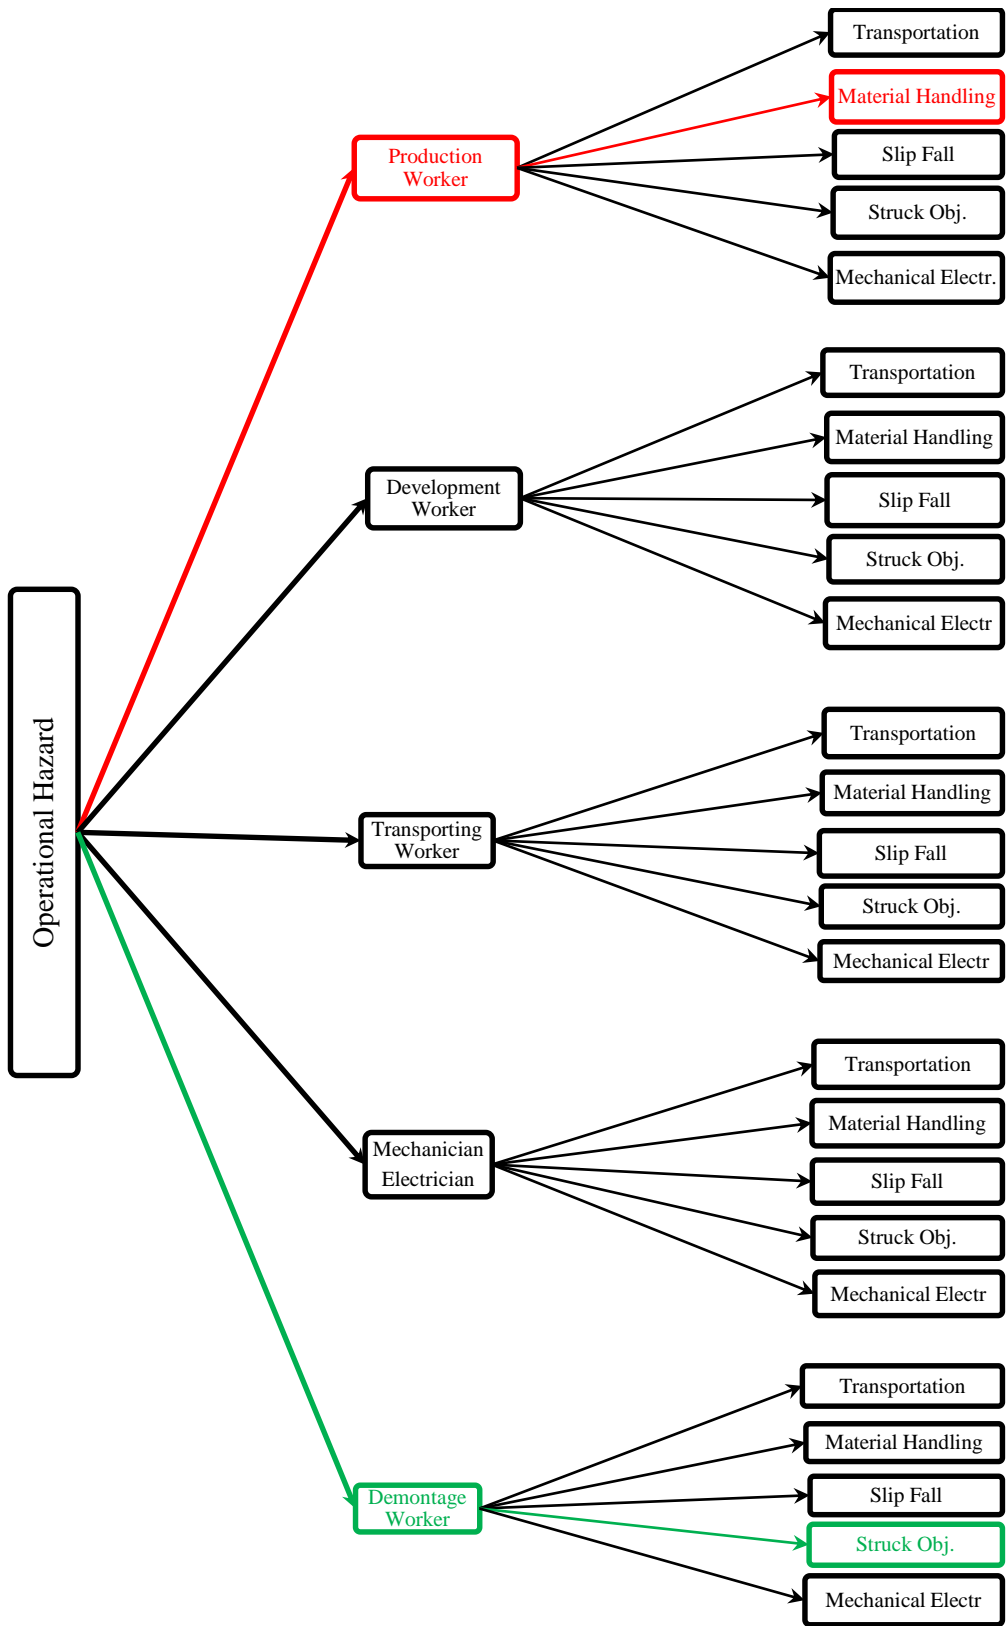 Transportation
Material Handling
Production
Worker
Slip Fall
Struck Obj.
Mechanical Electr.
Transportation
Material Handling
Development
Worker
Slip Fall
Struck Obj.
Mechanical Electr
Operational Hazard
Transportation
Material Handling
Transporting
Worker
Slip Fall
Struck Obj.
Mechanical Electr
Transportation
Material Handling
Mechanician
Electrician
Slip Fall
Struck Obj.
Mechanical Electr
Transportation
Material Handling
Demontage
Worker
Slip Fall
Struck Obj.
Mechanical Electr